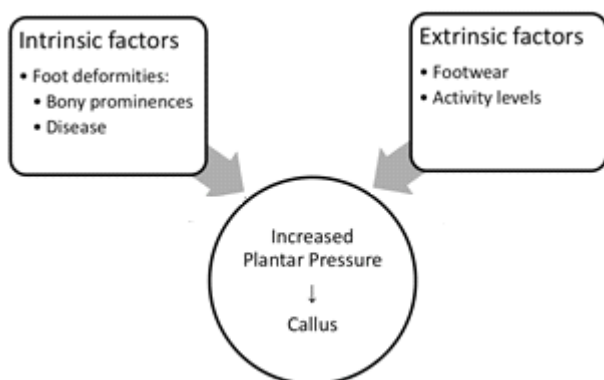 Intrinsic factors
• Foot deformities:
• Bony prominences
• Disease
Extrinsic factors
• Footwear
• Activity levels
Increased
Plantar Pressure
↓
Callus